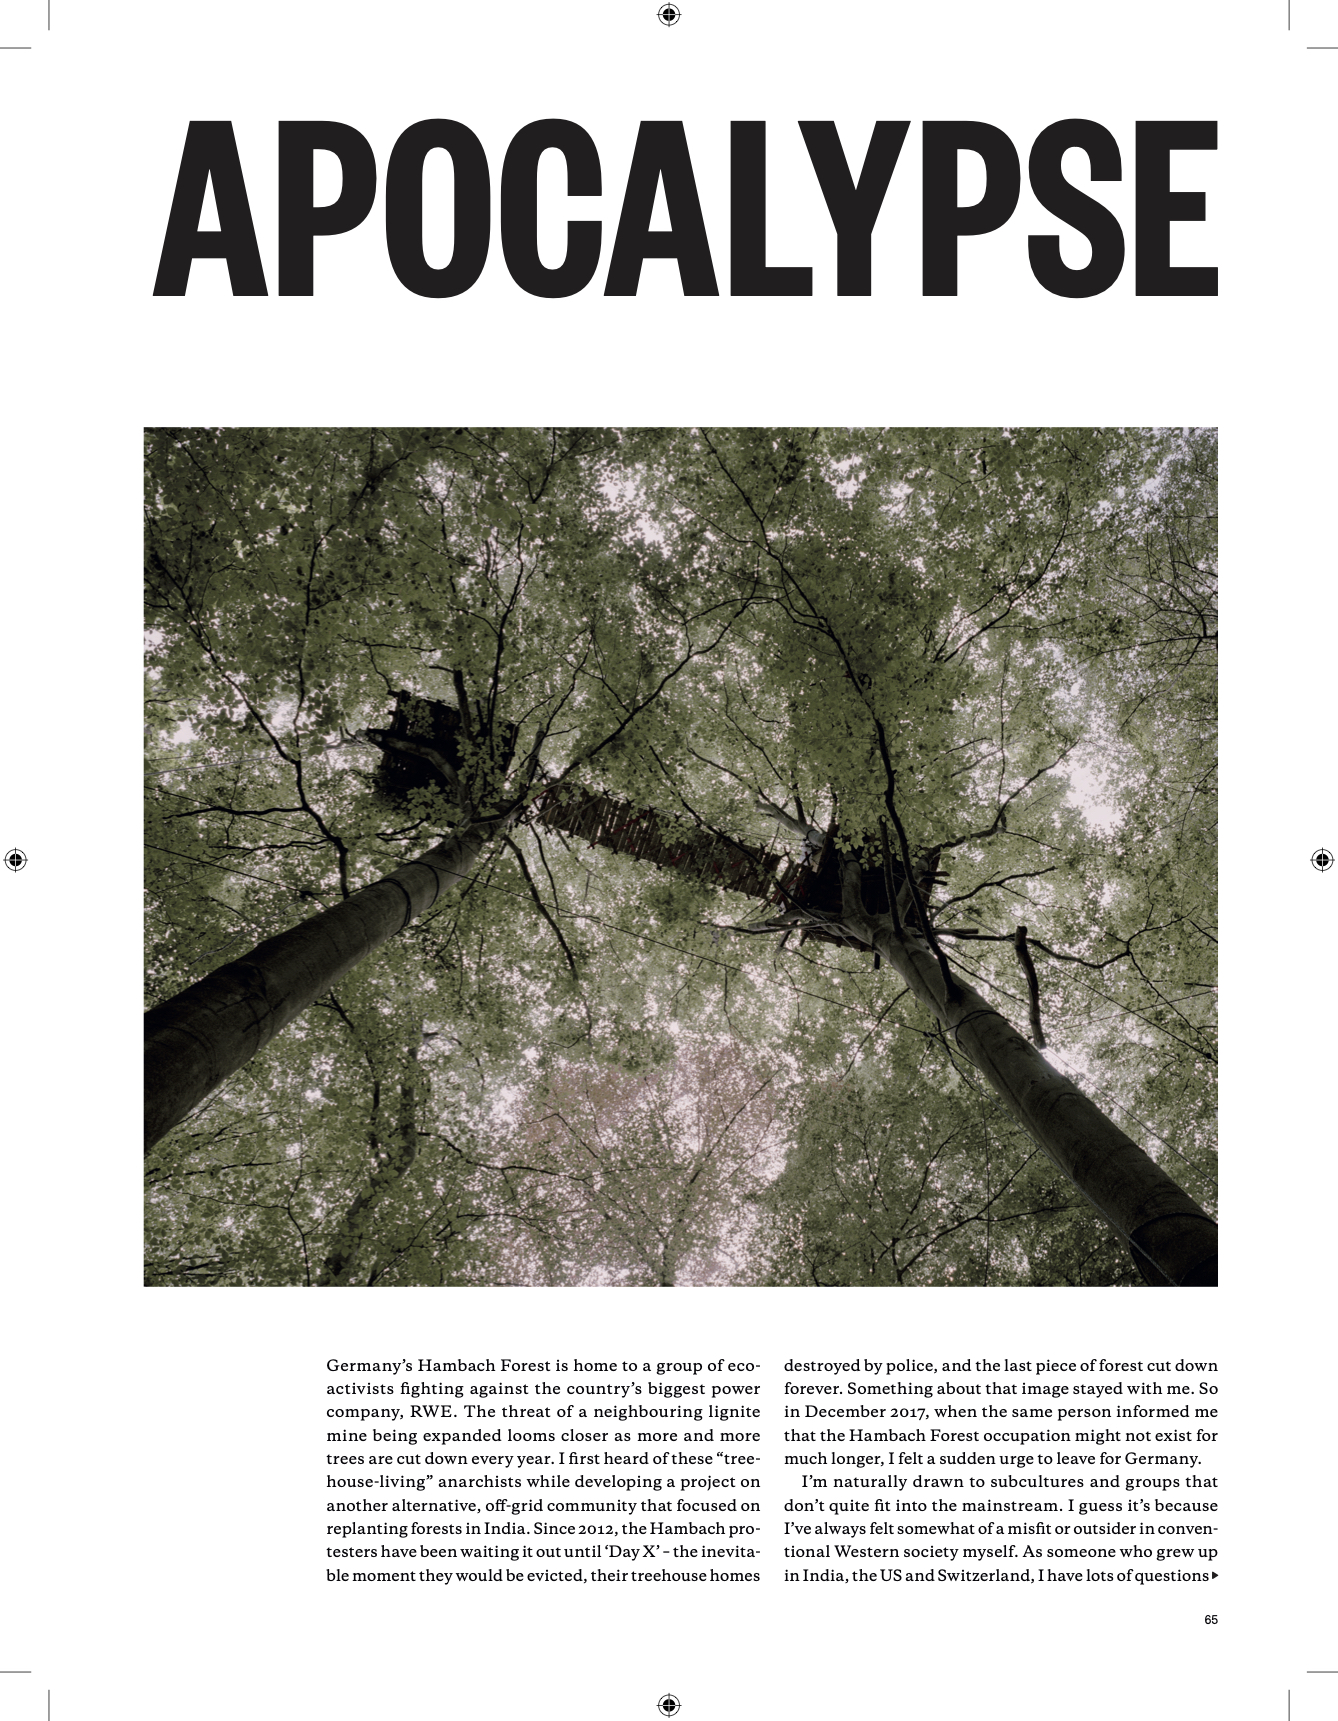 APOCALYPSE
Germany’s Hambach Forest is home to a group of eco-
activists fighting against the country’s biggest power
company, RWE. The threat of a neighbouring lignite
mine being expanded looms closer as more and more
trees are cut down every year. I first heard of these “tree-
house-living” anarchists while developing a project on
another alternative, off-grid community that focused on
replanting forests in India. Since 2012, the Hambach pro-
testers have been waiting it out until ‘Day X’ – the inevita-
ble moment they would be evicted, their treehouse homes
destroyed by police, and the last piece of forest cut down
forever. Something about that image stayed with me. So
in December 2017, when the same person informed me
that the Hambach Forest occupation might not exist for
much longer, I felt a sudden urge to leave for Germany.
I’m naturally drawn to subcultures and groups that
don’t quite fit into the mainstream. I guess it’s because
I’ve always felt somewhat of a misfit or outsider in conven-
tional Western society myself. As someone who grew up
in India, the US and Switzerland, I have lots of questions ▸
65